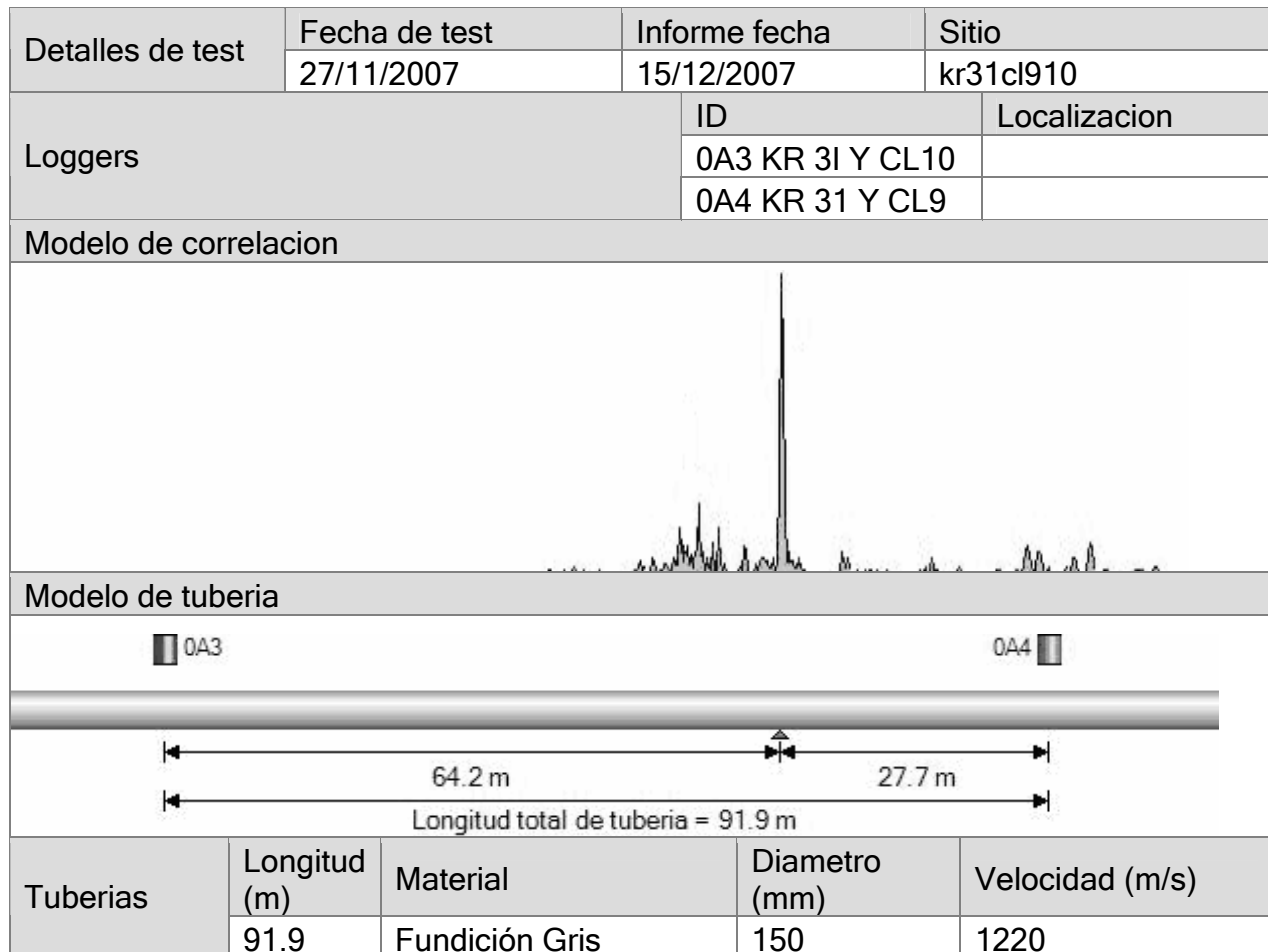 Detalles de test
Fecha de test
Informe fecha
Sitio
27/11/2007
15/12/2007
kr31cl910
Loggers
ID
Localizacion
0A3 KR 3I Y CL10
0A4 KR 31 Y CL9
Modelo de correlacion
Modelo de tuberia
0A3
0A4
64.2 m
27.7 m
Longitud total de tuberia = 91.9 m
Tuberias
Longitud
(m)
Material
Diametro
(mm)
Velocidad (m/s)
91.9
Fundición Gris
150
1220